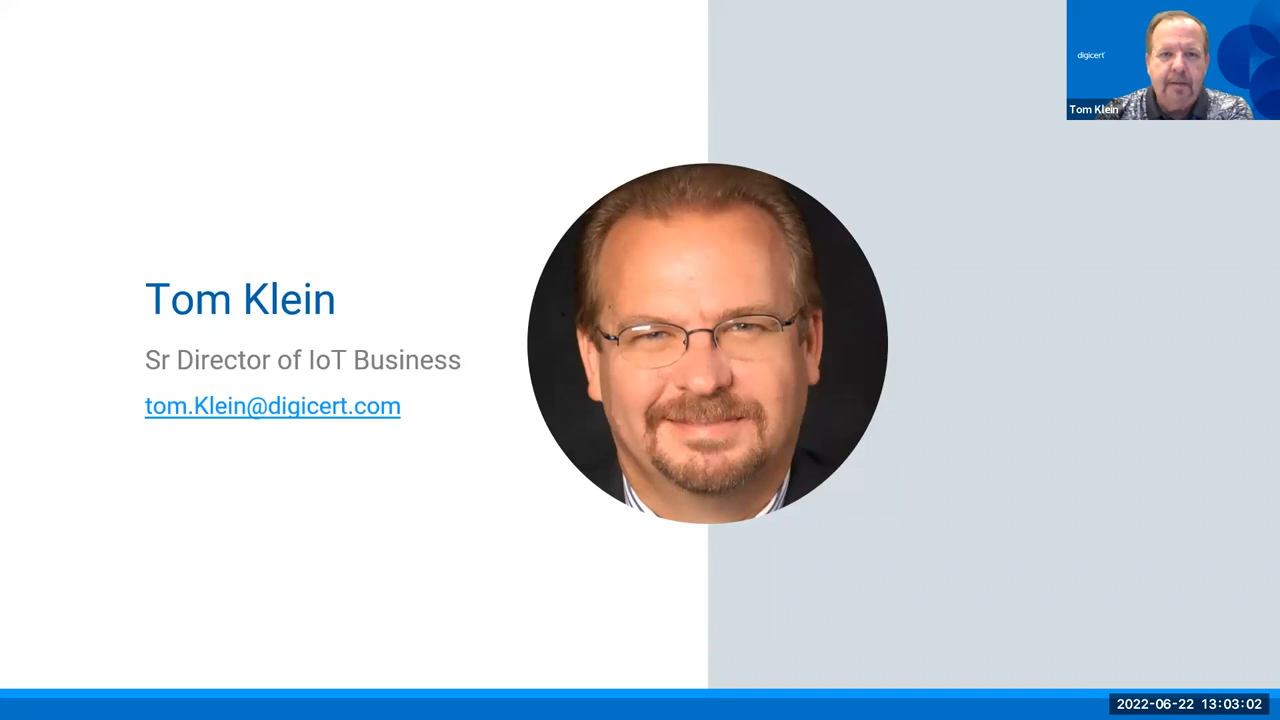 digicert
Tom Klein
Tom Klein
Sr Director of IoT Business
tom.Klein@digicert.com
2022-06-22 13:03:02